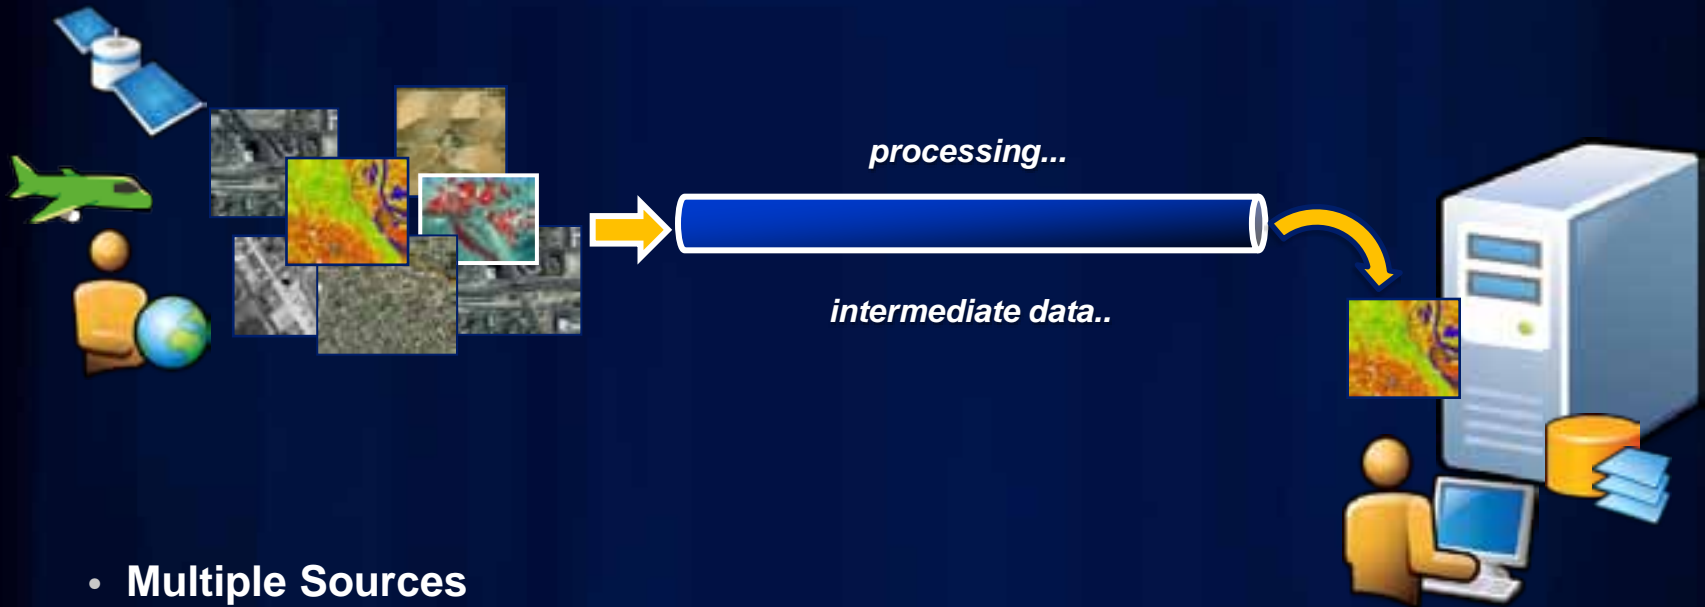 processing...
intermediate data..
• Multiple Sources